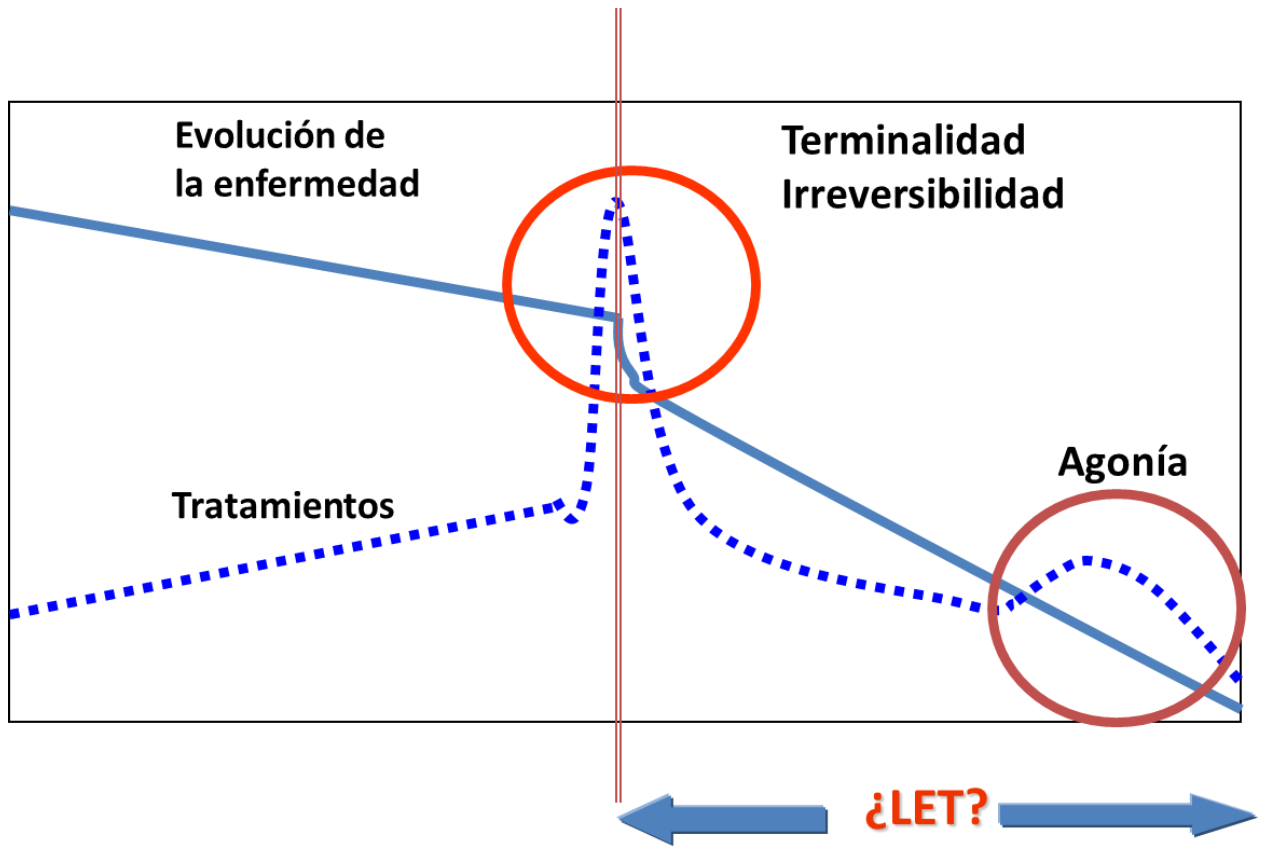 Evolución de
la enfermedad
Terminalidad
Irreversibilidad
Tratamientos
Agonía
¿LET?